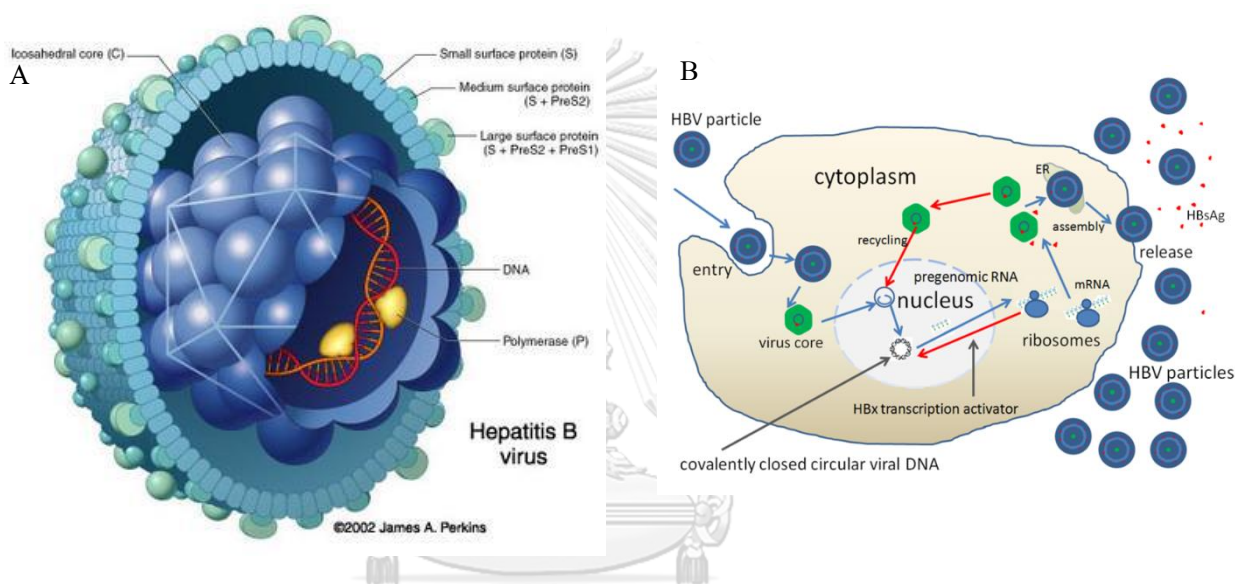 A
Icosahedral core (C)
Small surface protein (S)
Medium surface protein
(S + PreS2)
Large surface protein
(S + PreS2 + PreS1)
DNA
Polymerase (P)
Hepatitis B
virus
©2002 James A. Perkins
B
HBV particle
cytoplasm
ER
HBsAg
recycling
assembly
entry
release
pregenomic RNA
mRNA
nucleus
virus core
ribosomes
HBV particles
HBx transcription activator
covalently closed circular viral DNA